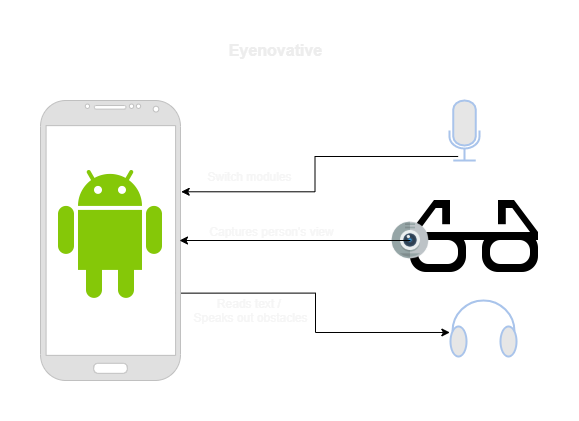 Eyenovative
Switch modules
Captures person's view
Reads text /
Speaks out obstacles